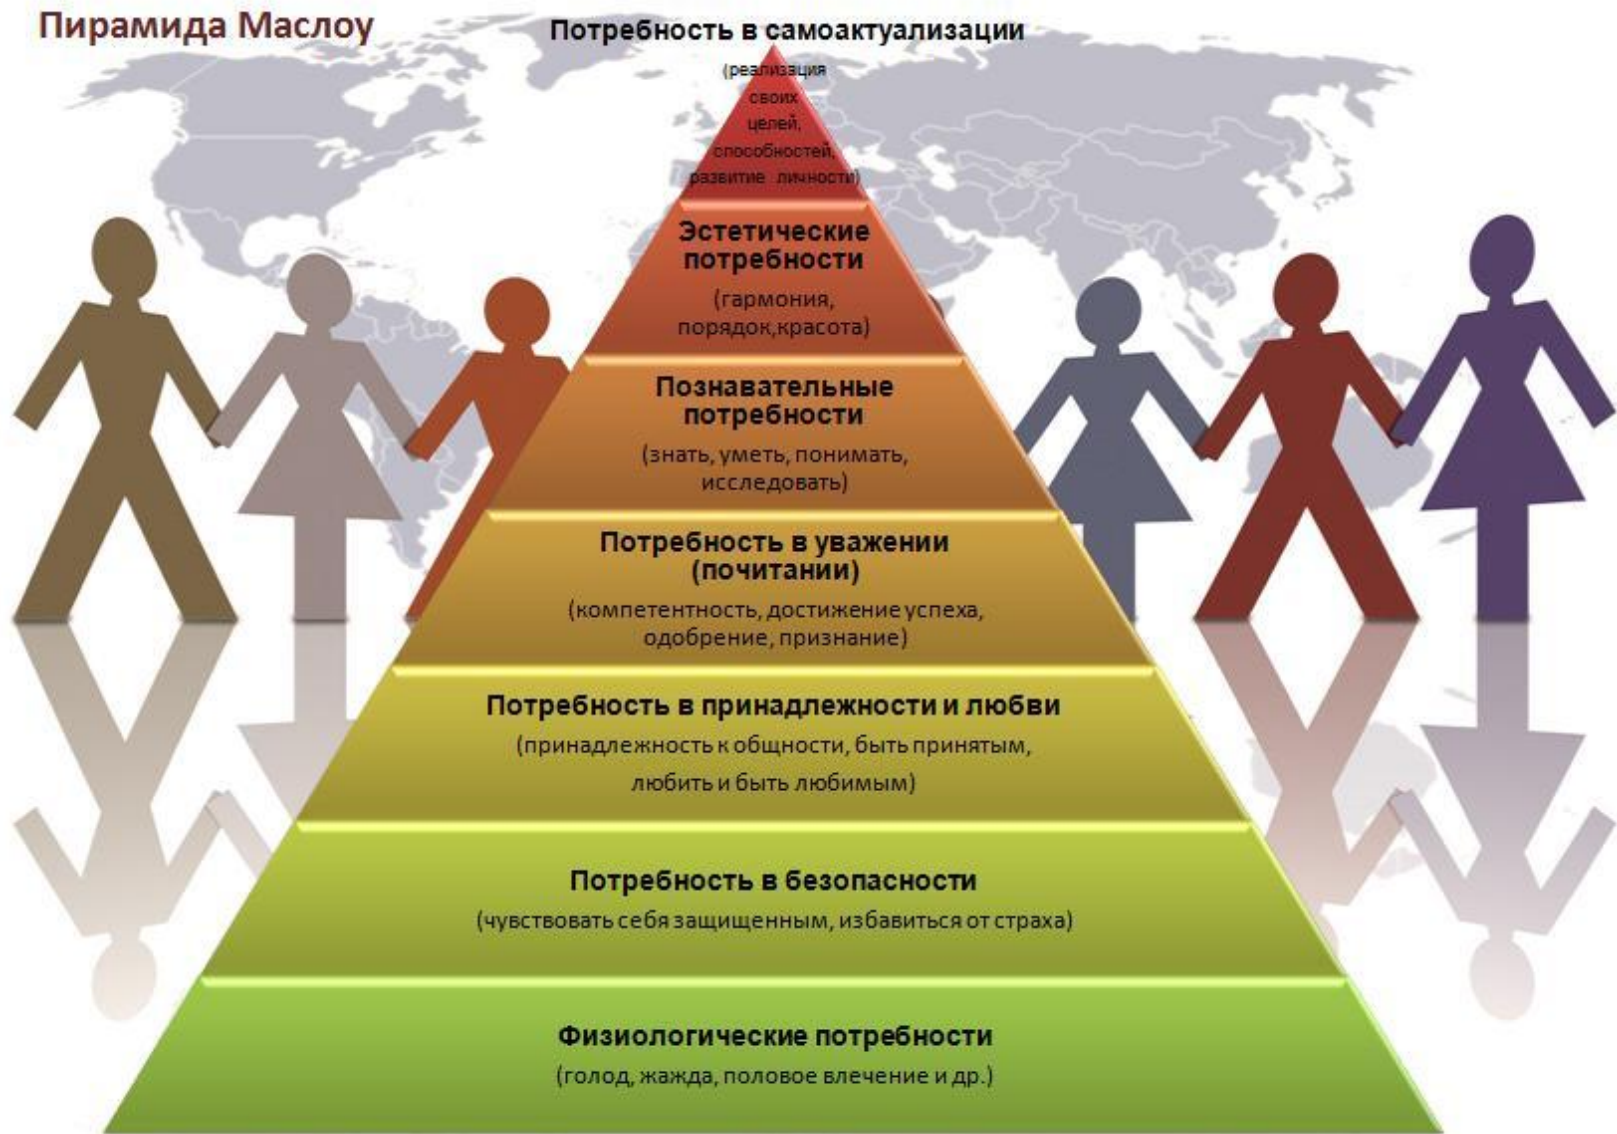 Пирамида Маслоу
Потребность в самоактуализации
(реализация
своих
целей,
способностей,
развитие личности)
Эстетические
потребности
(гармония,
порядок,красота)
Познавательные
потребности
(знать, уметь, понимать,
исследовать)
Потребность в уважении
(почитании)
(компетентность, достижение успеха,
одобрение, признание)
Потребность в принадлежности и любви
(принадлежность к общности, быть принятым,
любить и быть любимым)
Потребность в безопасности
(чувствовать себя защищенным, избавиться от страха)
Физиологические потребности
(голод, жажда, половое влечение и др.)